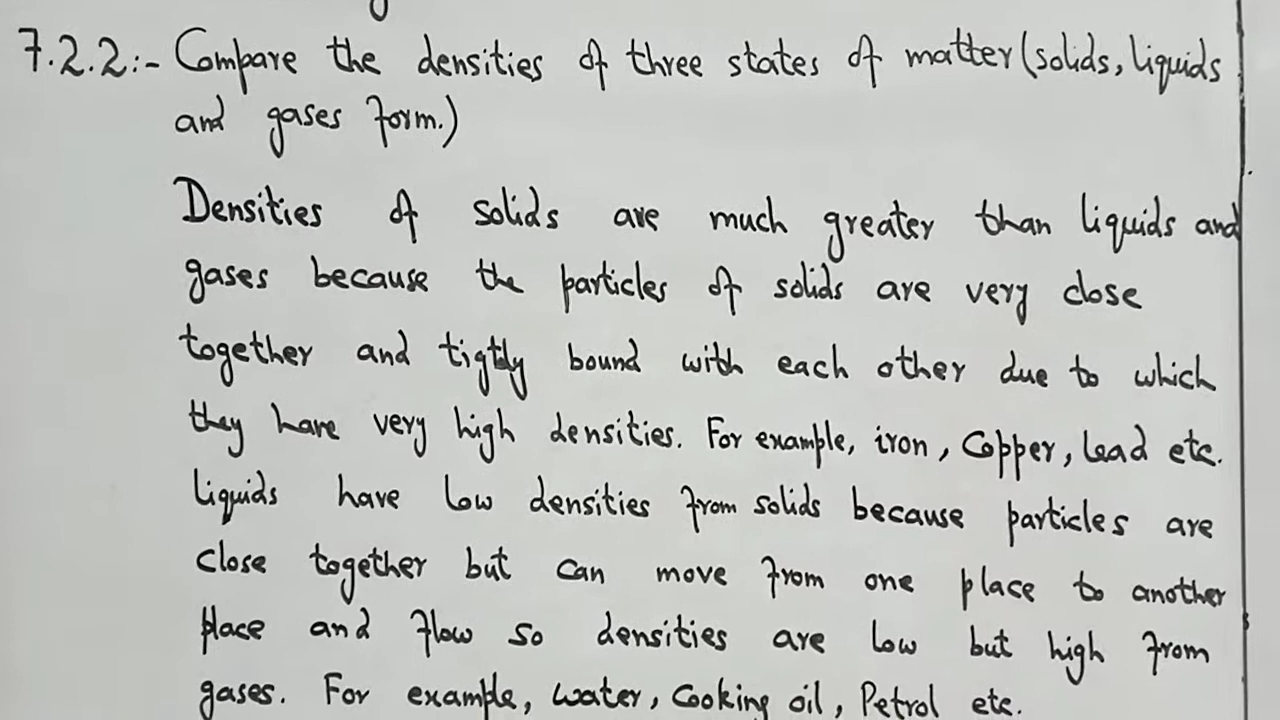 7.2.2:- Compare the densities of three states of matter (solids, liquids
and gases form.)
Densities of solids are much greater than liquids and
gases because the particles of solids are very close
together and tigtly bound with each other due to which
they have very high densities. For example, iron, Copper, Lead etc.
liquids have low densities from solids because particles are
close together but can move from one place to another
place and flow so densities are low but high from
gases. For example, water, Cooking oil, Petrol etc.